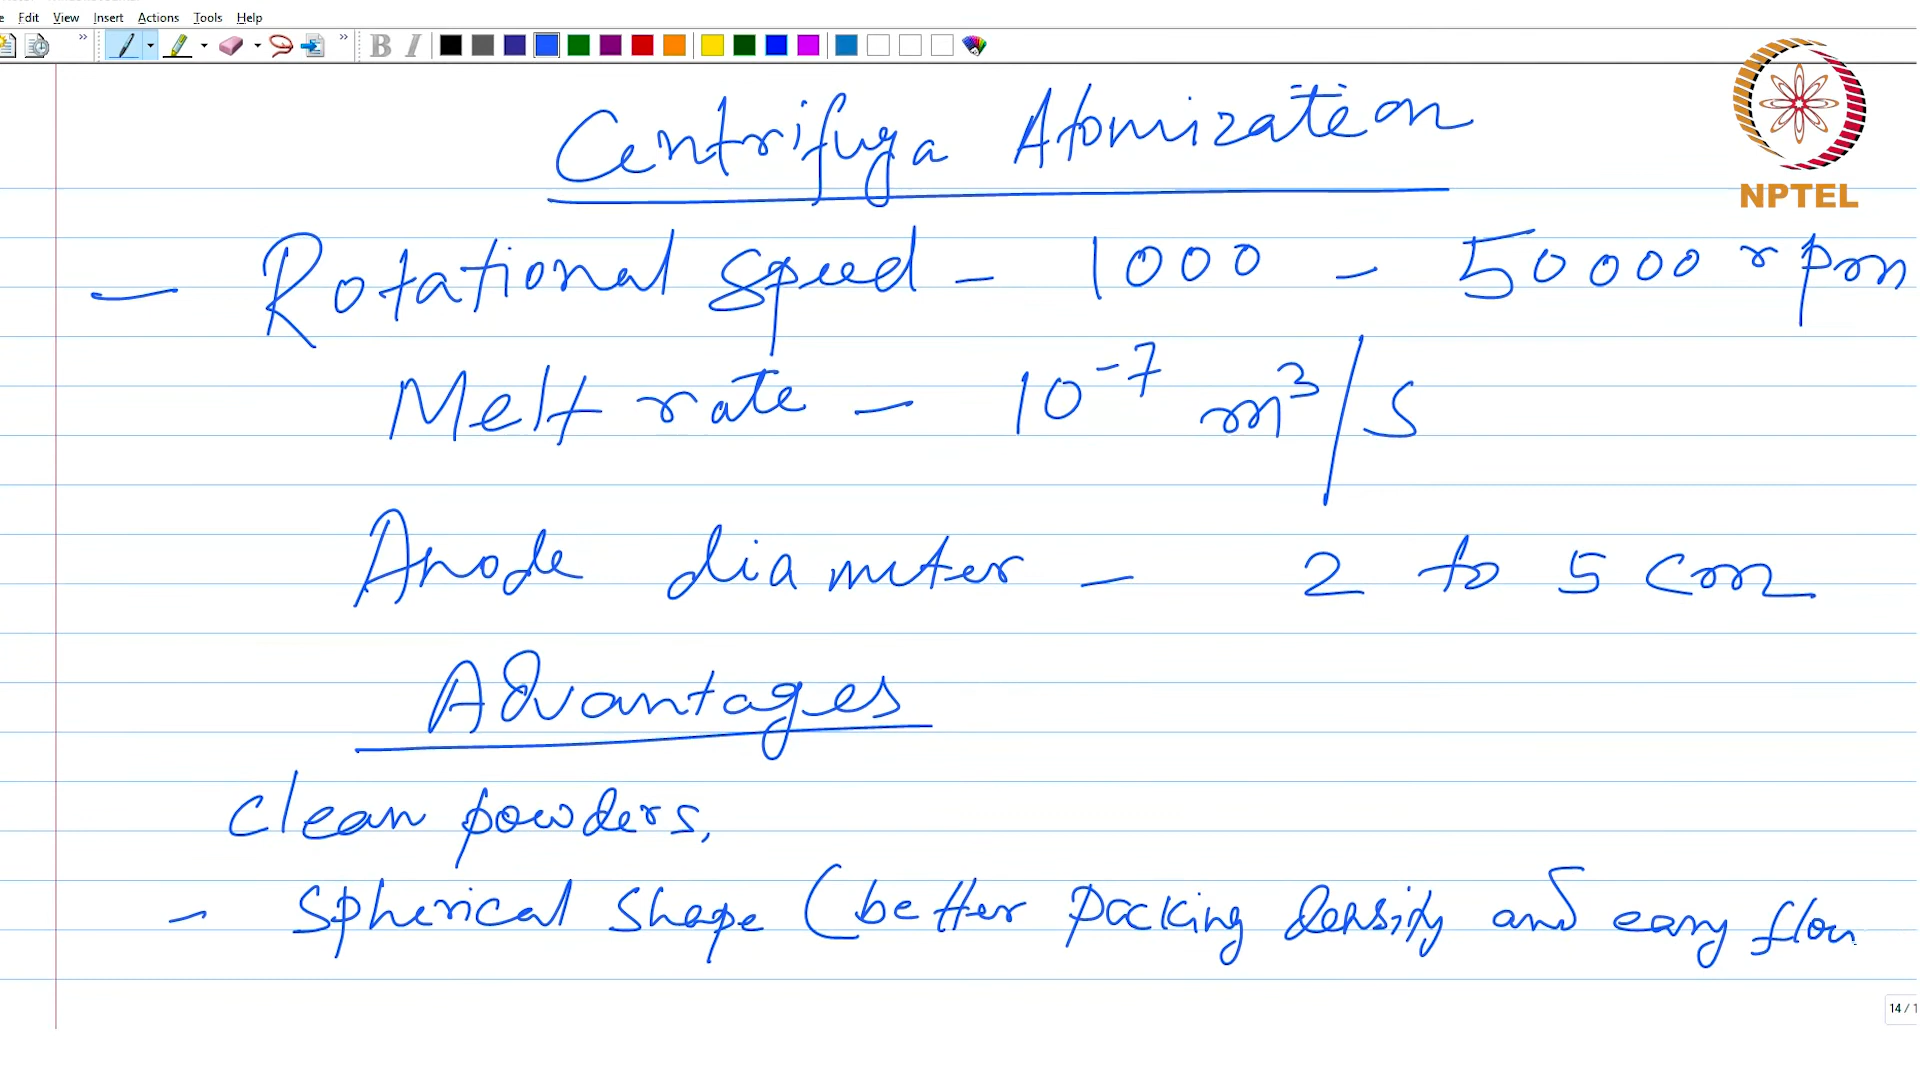 Edit View Insert Actions Tools Help
B I
NPTEL
Centrifuga Atomization
— Rotational speed – 1000 – 50000 rpm
Melt rate – 10⁻⁷ m³/s
Anode diameter – 2 to 5 cm
Advantages
clean powders,
– Spherical shape (better packing density and easy flow
14 / 1